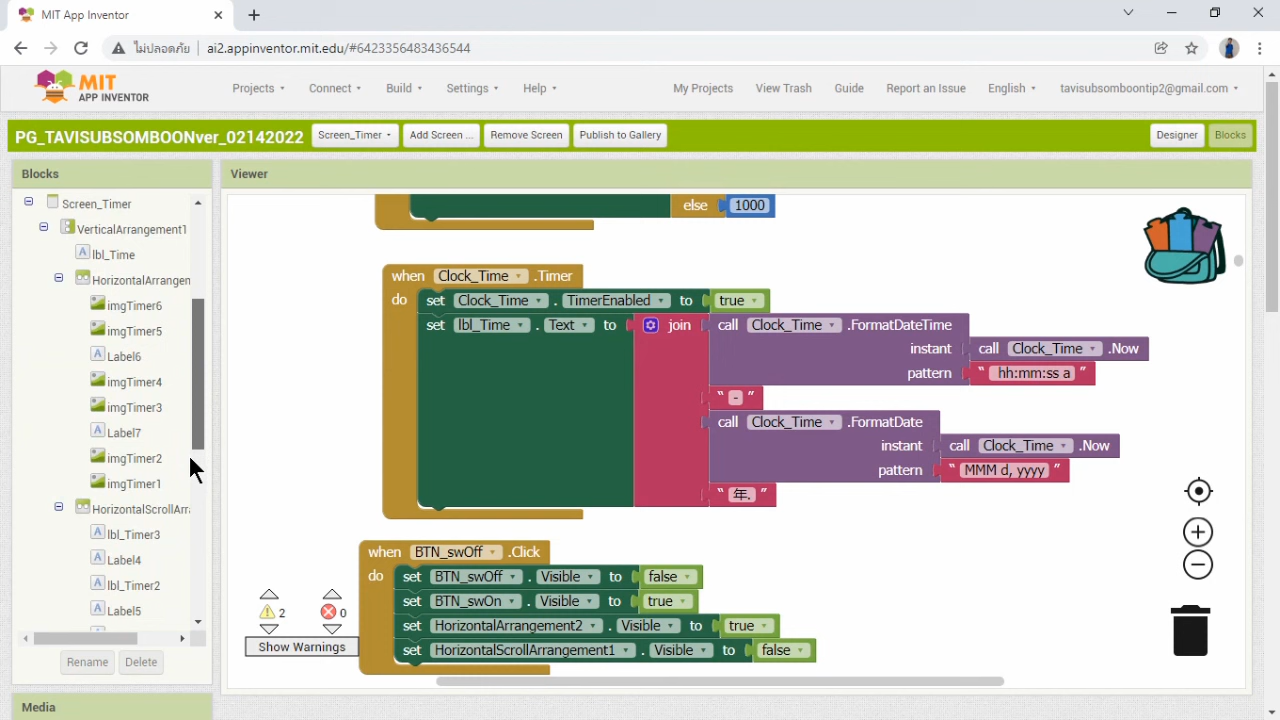 MIT App Inventor
ไม่ปลอดภัย ai2.appinventor.mit.edu/#6423356483436544
MIT
APP INVENTOR
Projects Connect Build Settings Help My Projects View Trash Guide Report an Issue English tavisubsomboontip2@gmail.com
PG_TAVISUBSOMBOONver_02142022 Screen_Timer Add Screen ... Remove Screen Publish to Gallery Designer Blocks
Blocks
Viewer
Screen_Timer
VerticalArrangement1
lbl_Time
HorizontalArrangen
imgTimer6
imgTimer5
Label6
imgTimer4
imgTimer3
Label7
imgTimer2
imgTimer1
HorizontalScrollArra
lbl_Timer3
Label4
lbl_Timer2
Label5
Rename Delete
Media
else 1000
when Clock_Time .Timer
do set Clock_Time . TimerEnabled to true
set lbl_Time . Text to join call Clock_Time .FormatDateTime
instant call Clock_Time .Now
pattern " hh:mm:ss a "
" - "
call Clock_Time .FormatDate
instant call Clock_Time .Now
pattern " MMM d, yyyy "
" 年. "
when BTN_swOff .Click
do set BTN_swOff . Visible to false
set BTN_swOn . Visible to true
set HorizontalArrangement2 . Visible to true
set HorizontalScrollArrangement1 . Visible to false
2 0
Show Warnings